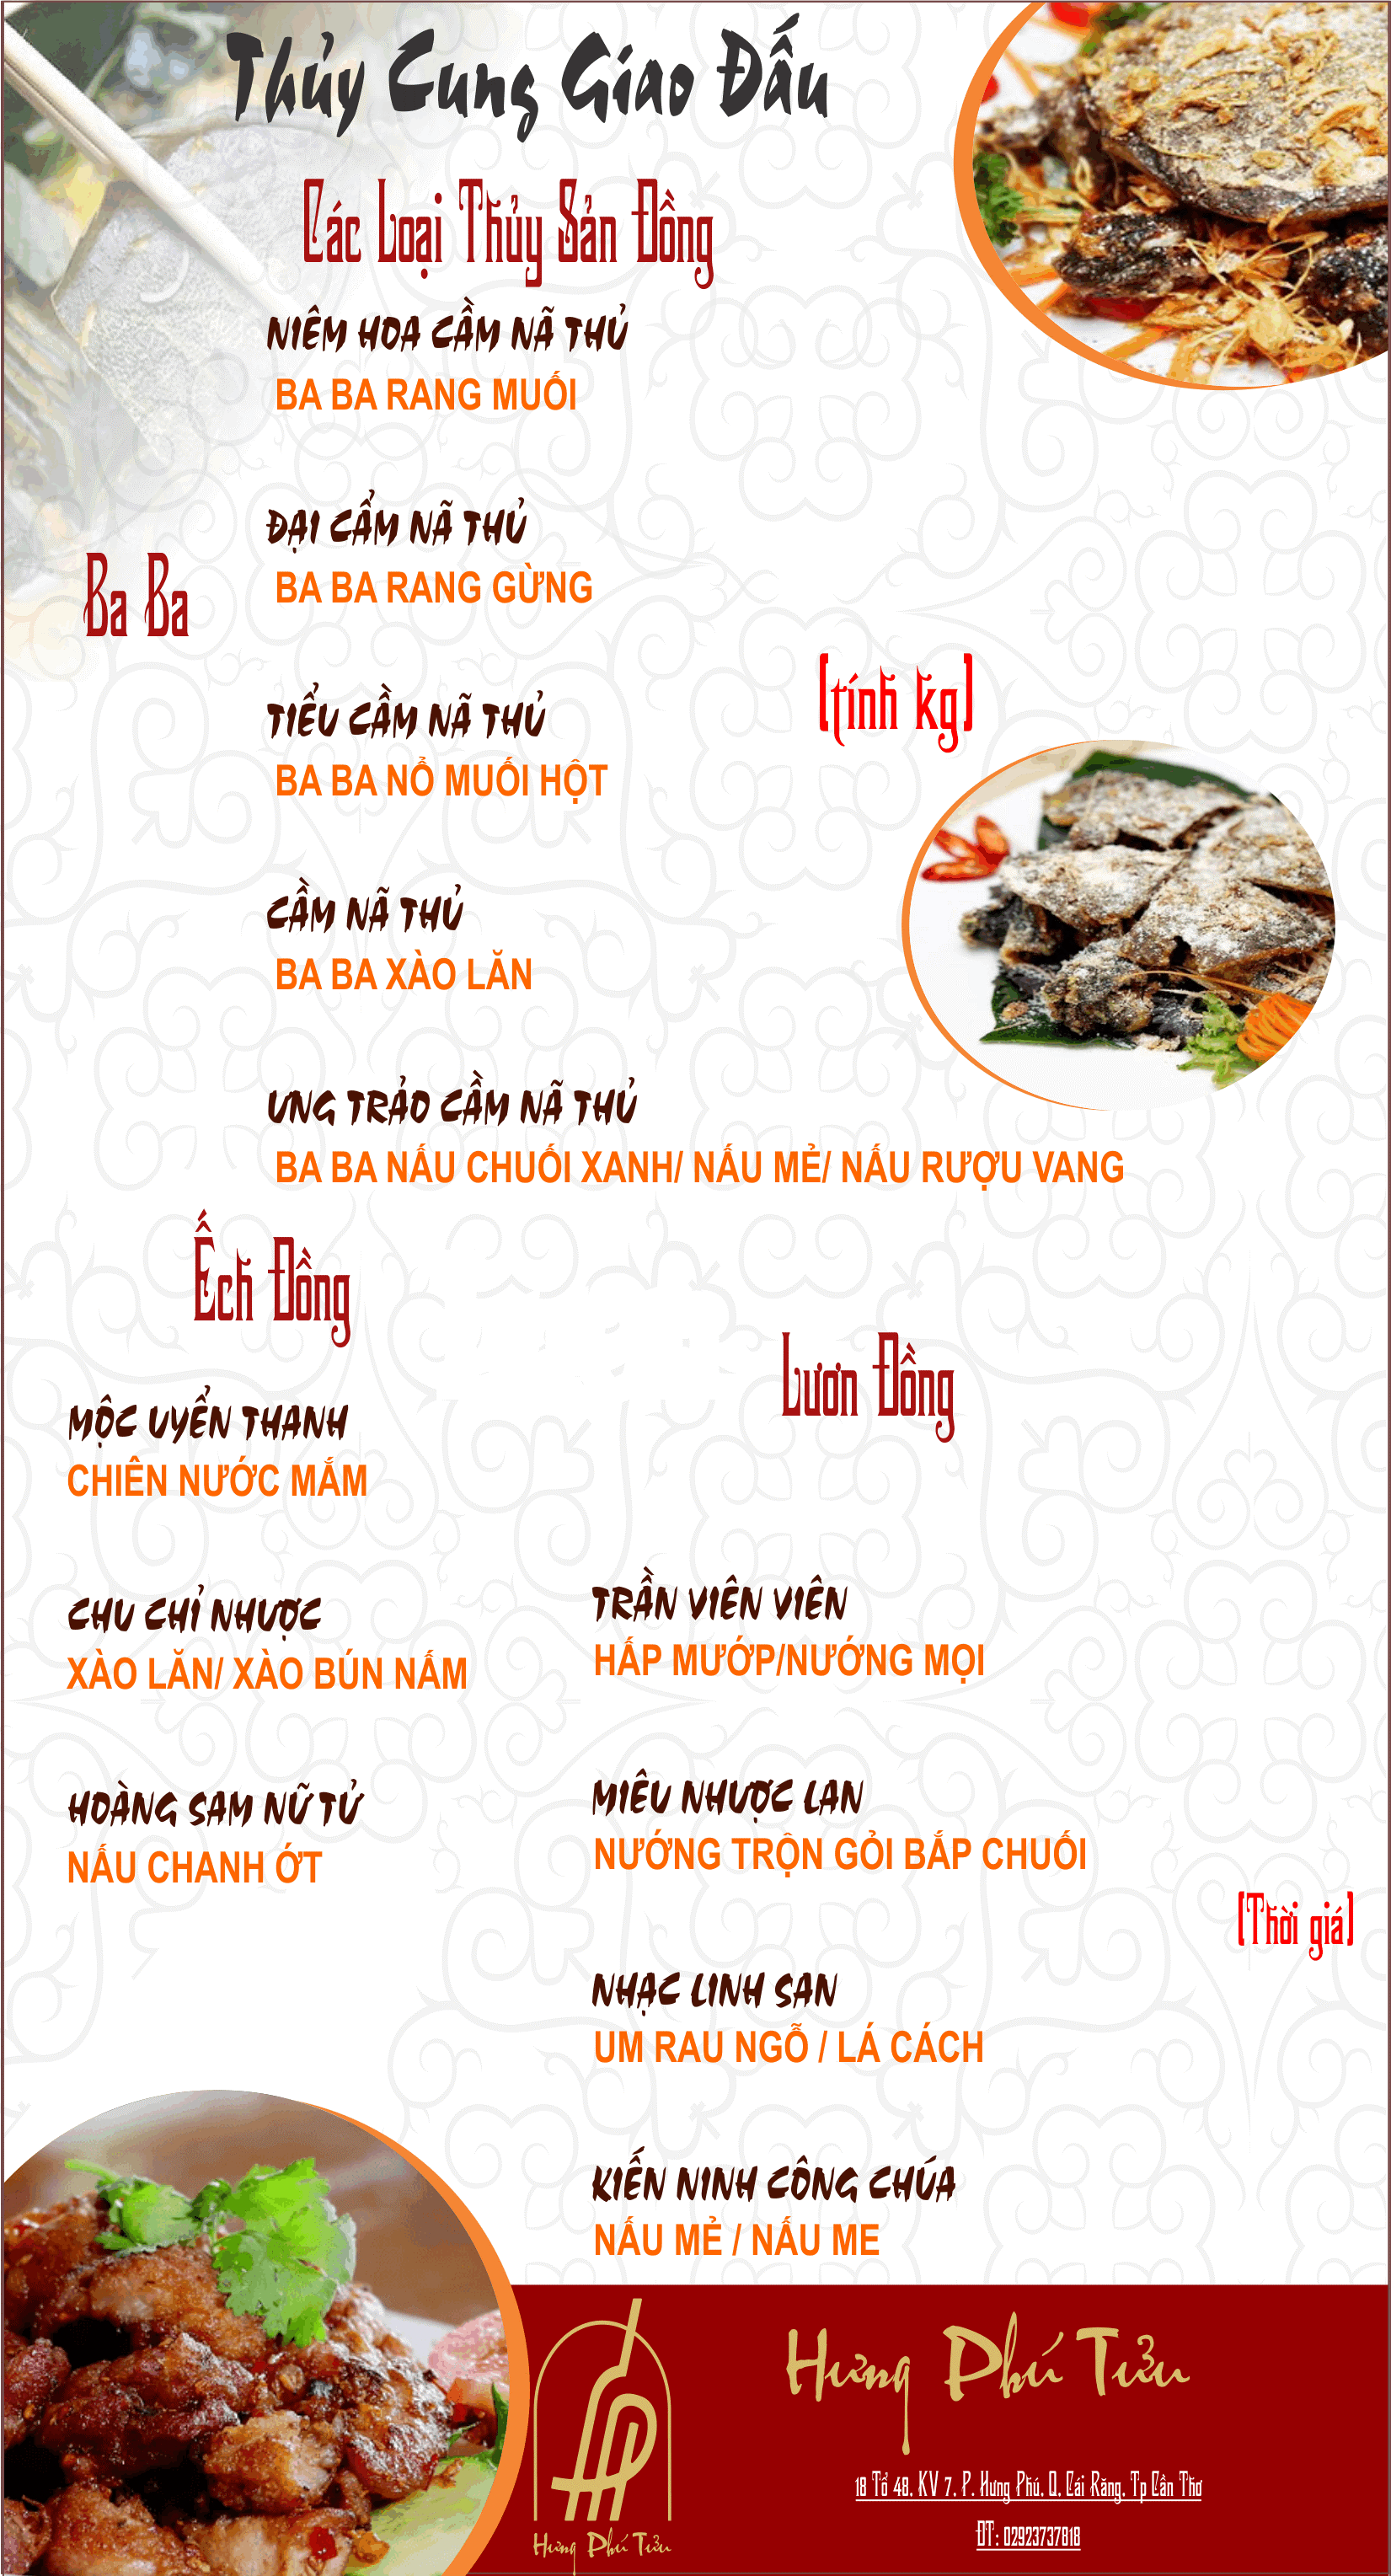 Thủy Cung Giao Đấu
Các Loại Thủy Sản Đồng
Ba Ba
NIÊM HOA CẦM NÃ THỦ
BA BA RANG MUỐI
ĐẠI CẨM NÃ THỦ
BA BA RANG GỪNG
(tính kg)
TIỂU CẦM NÃ THỦ
BA BA NỔ MUỐI HỘT
CẦM NÃ THỦ
BA BA XÀO LĂN
ƯNG TRẢO CẦM NÃ THỦ
BA BA NẤU CHUỐI XANH/ NẤU MẺ/ NẤU RƯỢU VANG
Ếch Đồng
MỘC UYỂN THANH
CHIÊN NƯỚC MẮM
CHU CHỈ NHƯỢC
XÀO LĂN/ XÀO BÚN NẤM
HOÀNG SAM NỮ TỬ
NẤU CHANH ỚT
Lươn Đồng
TRẦN VIÊN VIÊN
HẤP MƯỚP/NƯỚNG MỌI
MIÊU NHƯỢC LAN
NƯỚNG TRỘN GỎI BẮP CHUỐI
(Thời giá)
NHẠC LINH SAN
UM RAU NGỖ / LÁ CÁCH
KIẾN NINH CÔNG CHÚA
NẤU MẺ / NẤU ME
Hưng Phú Tửu
Hưng Phú Tửu
18 Tổ 48, KV 7, P. Hưng Phú, Q, Cái Răng, Tp Cần Thơ
ĐT: 02923737818